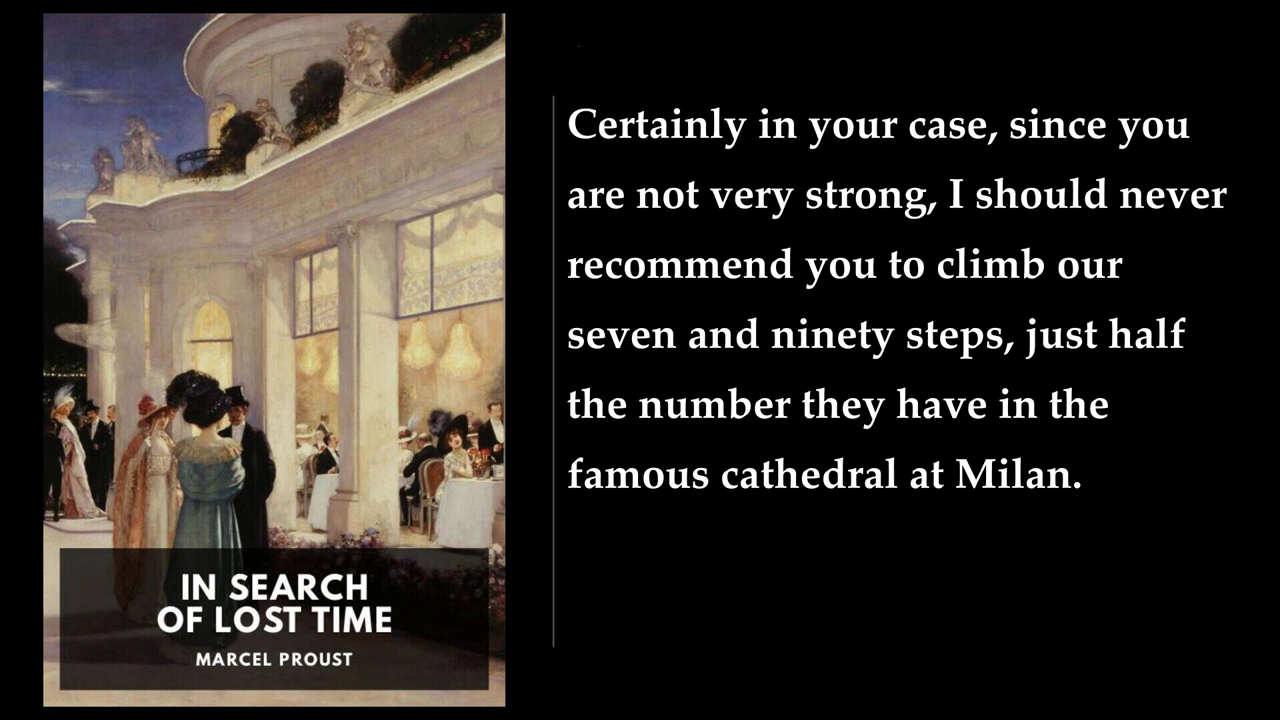 Certainly in your case, since you
are not very strong, I should never
recommend you to climb our
seven and ninety steps, just half
the number they have in the
famous cathedral at Milan.
IN SEARCH
OF LOST TIME
MARCEL PROUST